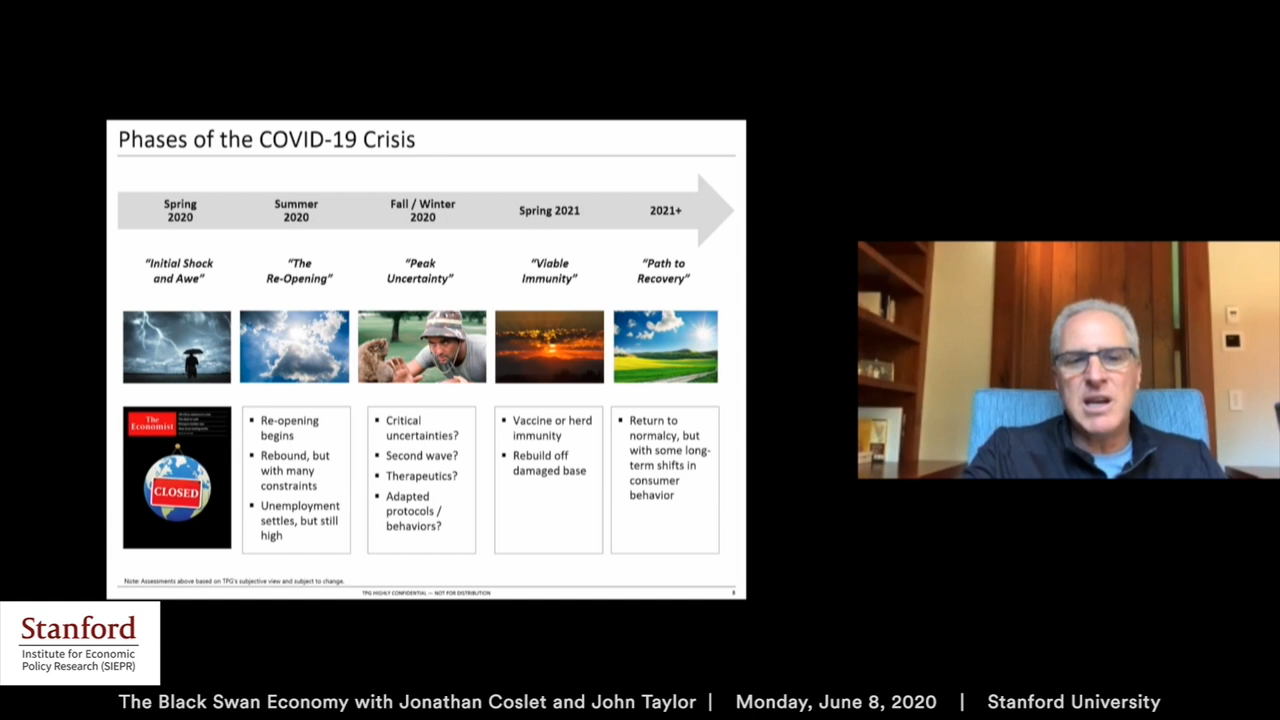 Phases of the COVID-19 Crisis
Spring
2020
Summer
2020
Fall / Winter
2020
Spring 2021
2021+
“Initial Shock
and Awe”
“The
Re-Opening”
“Peak
Uncertainty”
“Viable
Immunity”
“Path to
Recovery”
The
Economist
CLOSED
▪ Re-opening
begins
▪ Rebound, but
with many
constraints
▪ Unemployment
settles, but still
high
▪ Critical
uncertainties?
▪ Second wave?
▪ Therapeutics?
▪ Adapted
protocols /
behaviors?
▪ Vaccine or herd
immunity
▪ Rebuild off
damaged base
▪ Return to
normalcy, but
with some long-
term shifts in
consumer
behavior
Note: Assessments above based on TPG's subjective view and subject to change.
TPG HIGHLY CONFIDENTIAL — NOT FOR DISTRIBUTION
8
Stanford
Institute for Economic
Policy Research (SIEPR)
The Black Swan Economy with Jonathan Coslet and John Taylor | Monday, June 8, 2020 | Stanford University